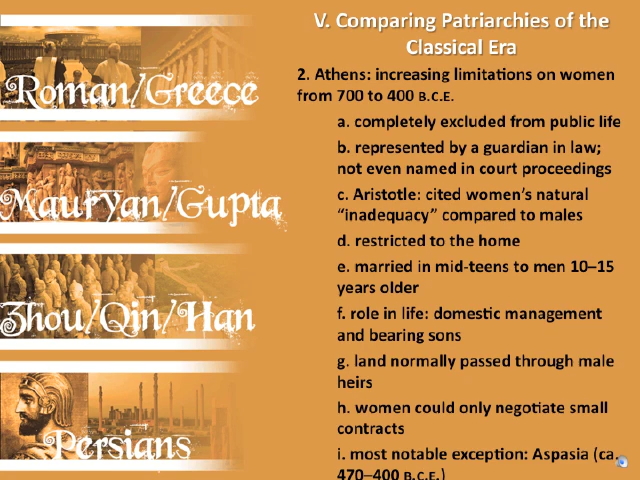 V. Comparing Patriarchies of the
Classical Era
2. Athens: increasing limitations on women
from 700 to 400 B.C.E.
a. completely excluded from public life
b. represented by a guardian in law;
not even named in court proceedings
c. Aristotle: cited women’s natural
“inadequacy” compared to males
d. restricted to the home
e. married in mid-teens to men 10–15
years older
f. role in life: domestic management
and bearing sons
g. land normally passed through male
heirs
h. women could only negotiate small
contracts
i. most notable exception: Aspasia (ca.
470–400 B.C.E.)
Roman/Greece
Mauryan/Gupta
Zhou/Qin/Han
Persians